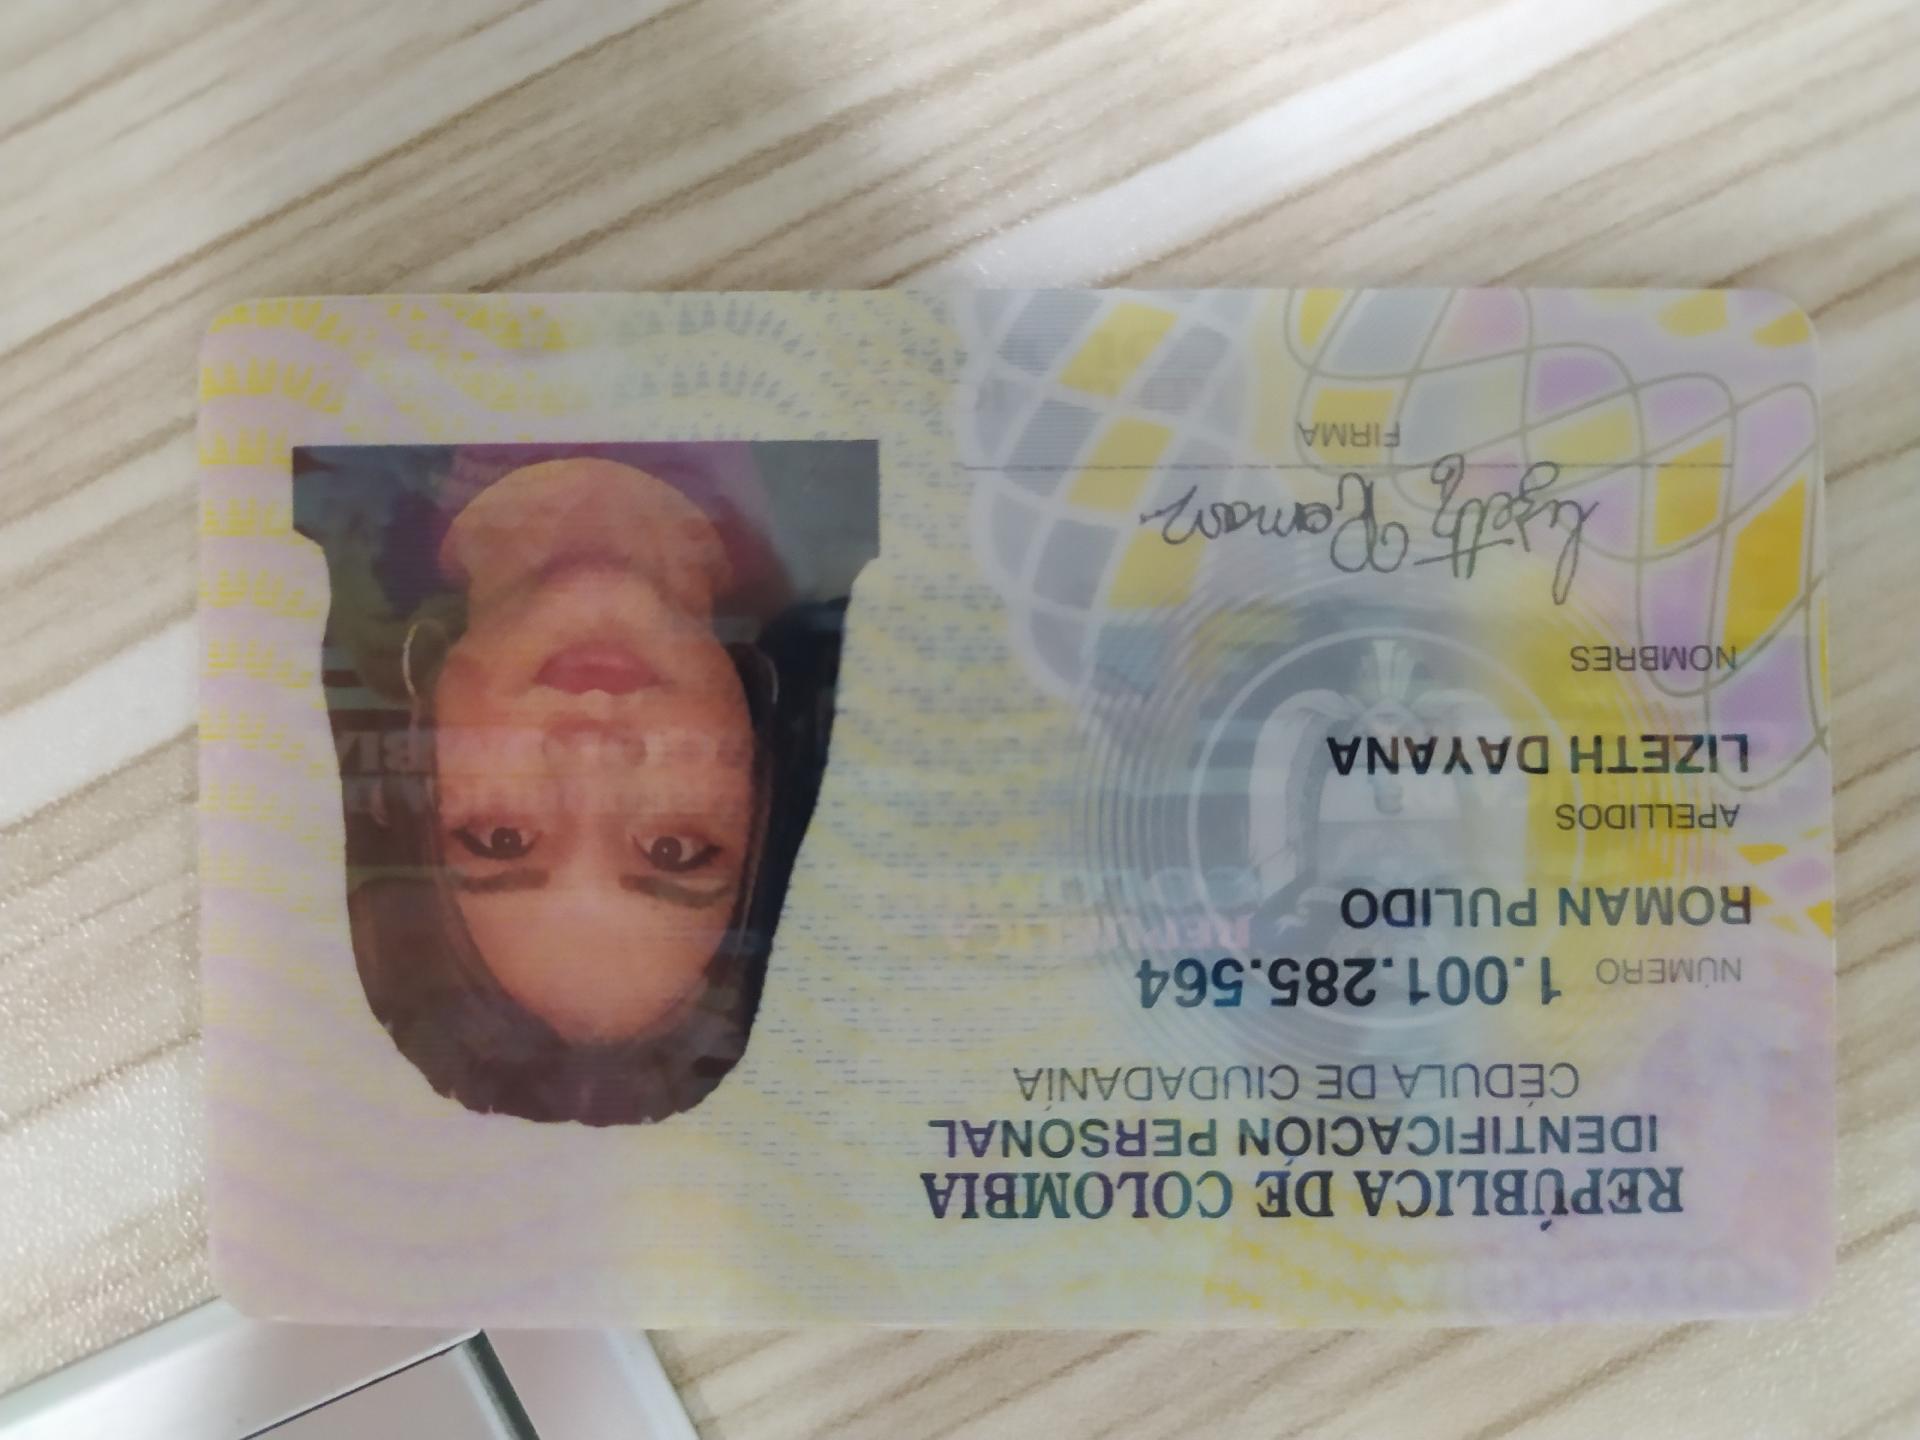 REPÚBLICA DE COLOMBIA
IDENTIFICACIÓN PERSONAL
CÉDULA DE CIUDADANÍA
NÚMERO 1.001.285.564
ROMAN PULIDO
APELLIDOS
LIZETH DAYANA
NOMBRES
Lizeth Roman
FIRMA